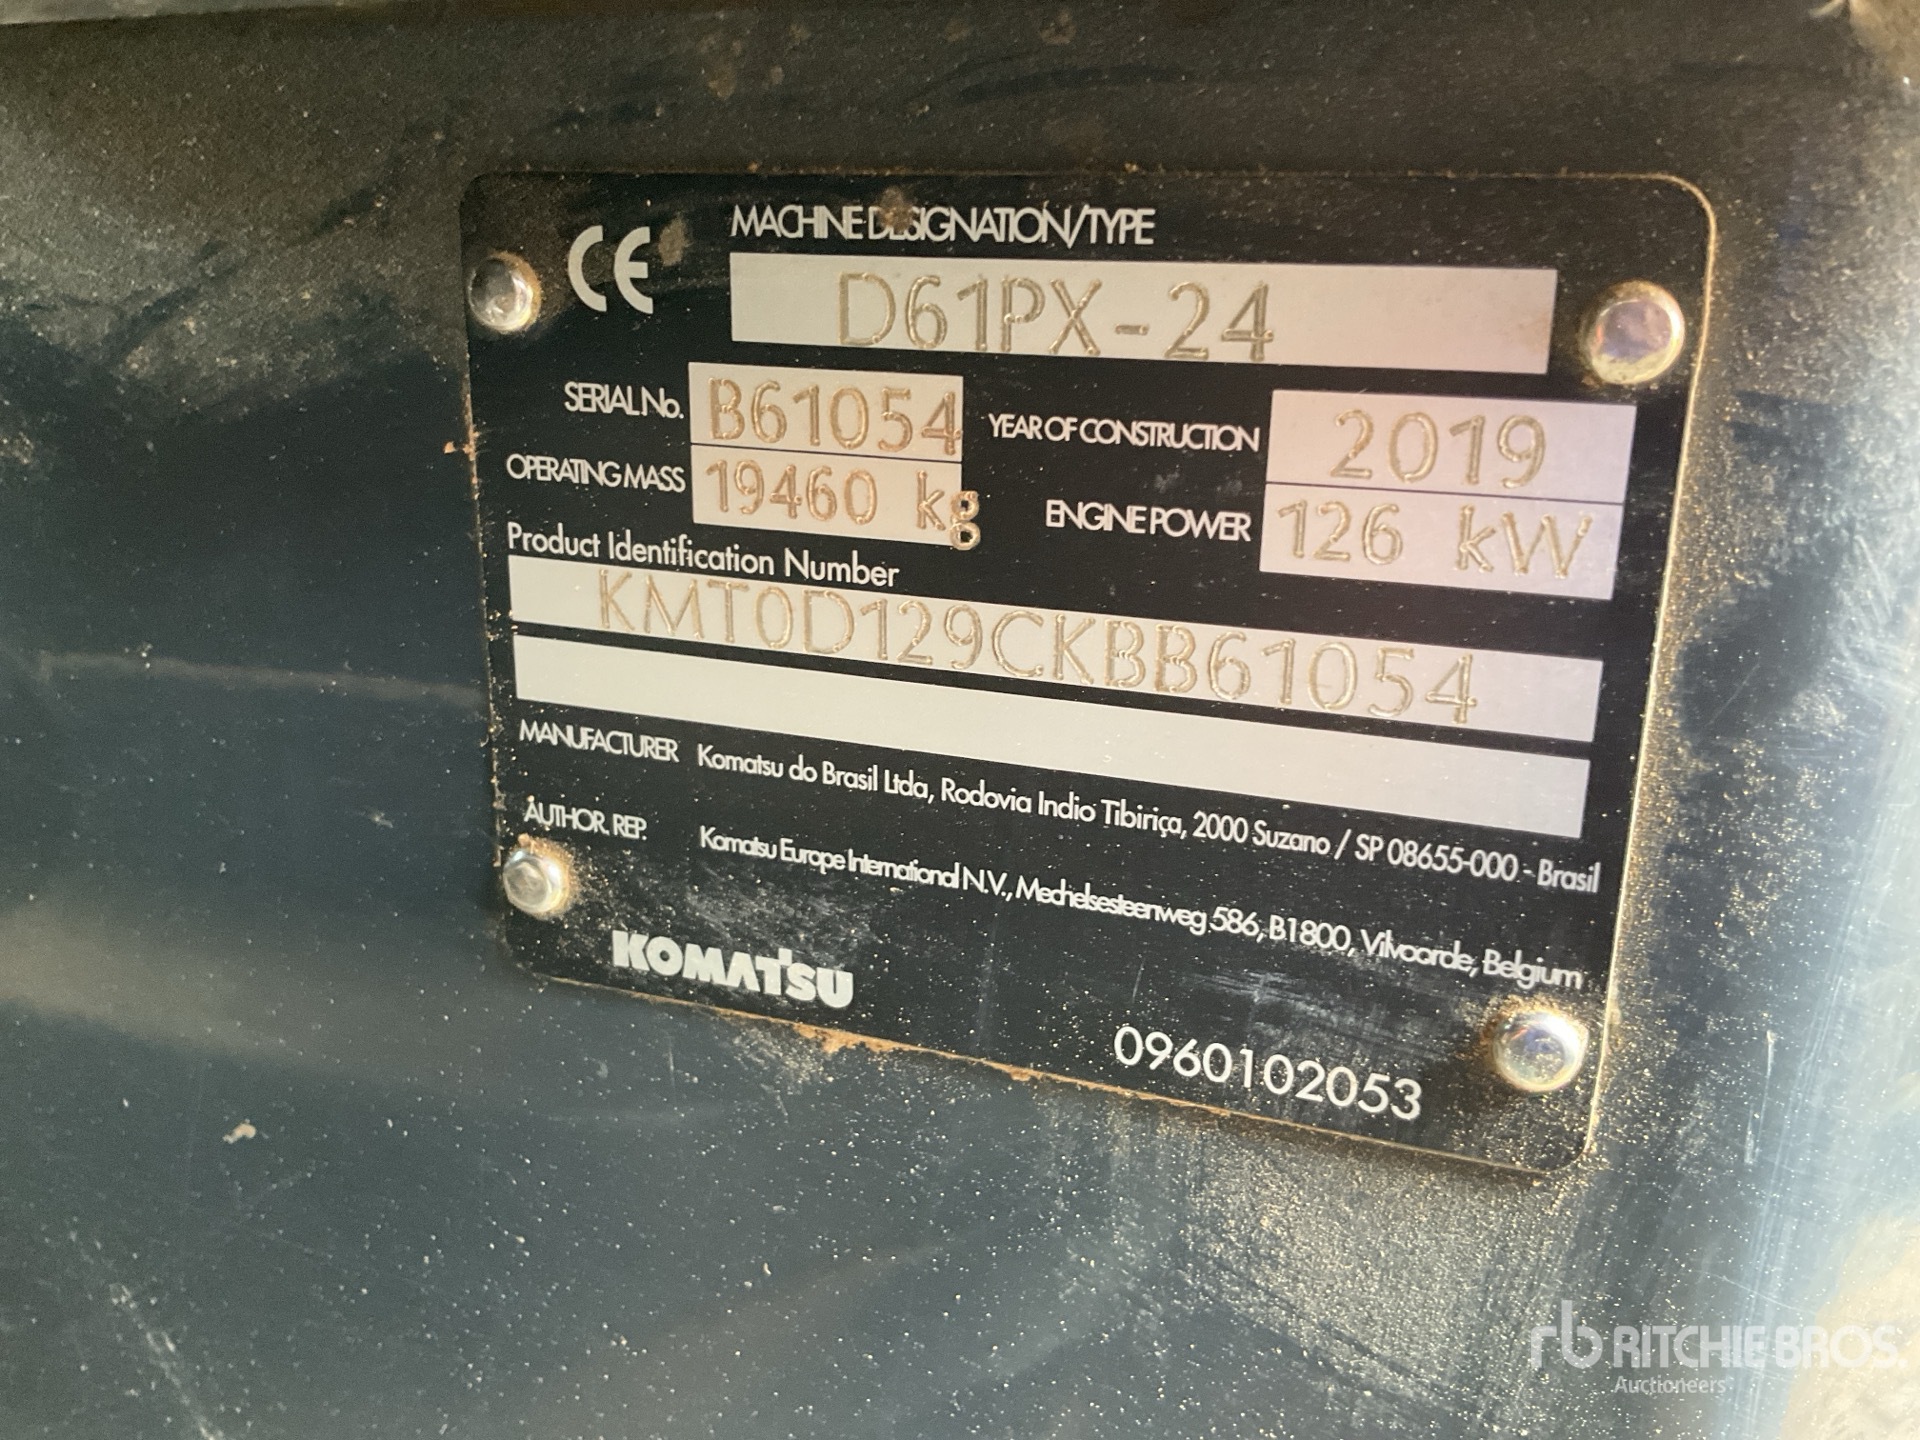 CE
MACHINE DESIGNATION/TYPE
D61PX-24
SERIAL No. B61054 YEAR OF CONSTRUCTION 2019
OPERATING MASS 19460 kg ENGINE POWER 126 kW
Product Identification Number
KMT0D129CKBB61054
MANUFACTURER Komatsu do Brasil Ltda, Rodovia Indio Tibiriça, 2000 Suzano / SP 08655-000 - Brasil
AUTHOR. REP. Komatsu Europe International N.V., Mechelsesteenweg 586, B1800, Vilvoorde, Belgium
KOMATSU
0960102053
rb RITCHIE BROS.
Auctioneers